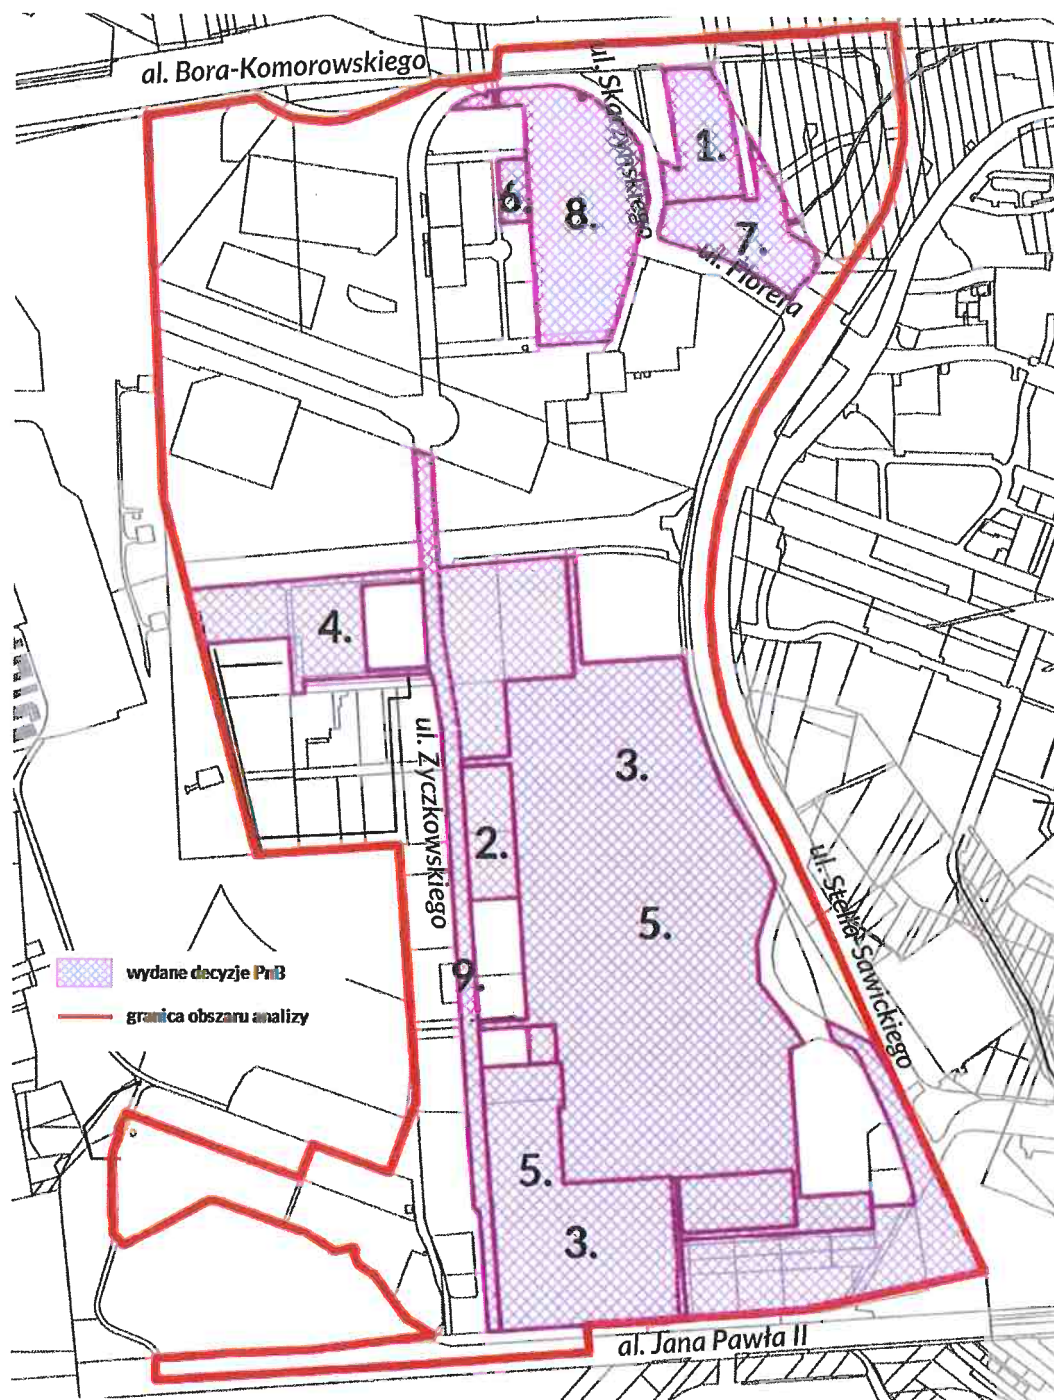 al. Bora-Komorowskiego
ul. Skarżyńskiego
1.
6.
8.
7.
ul. Fiorera
4.
3.
ul. Życzkowskiego
2.
5.
ul. Stella-Sawickiego
9.
wydane decyzje PnB
granica obszaru analizy
5.
3.
al. Jana Pawła II